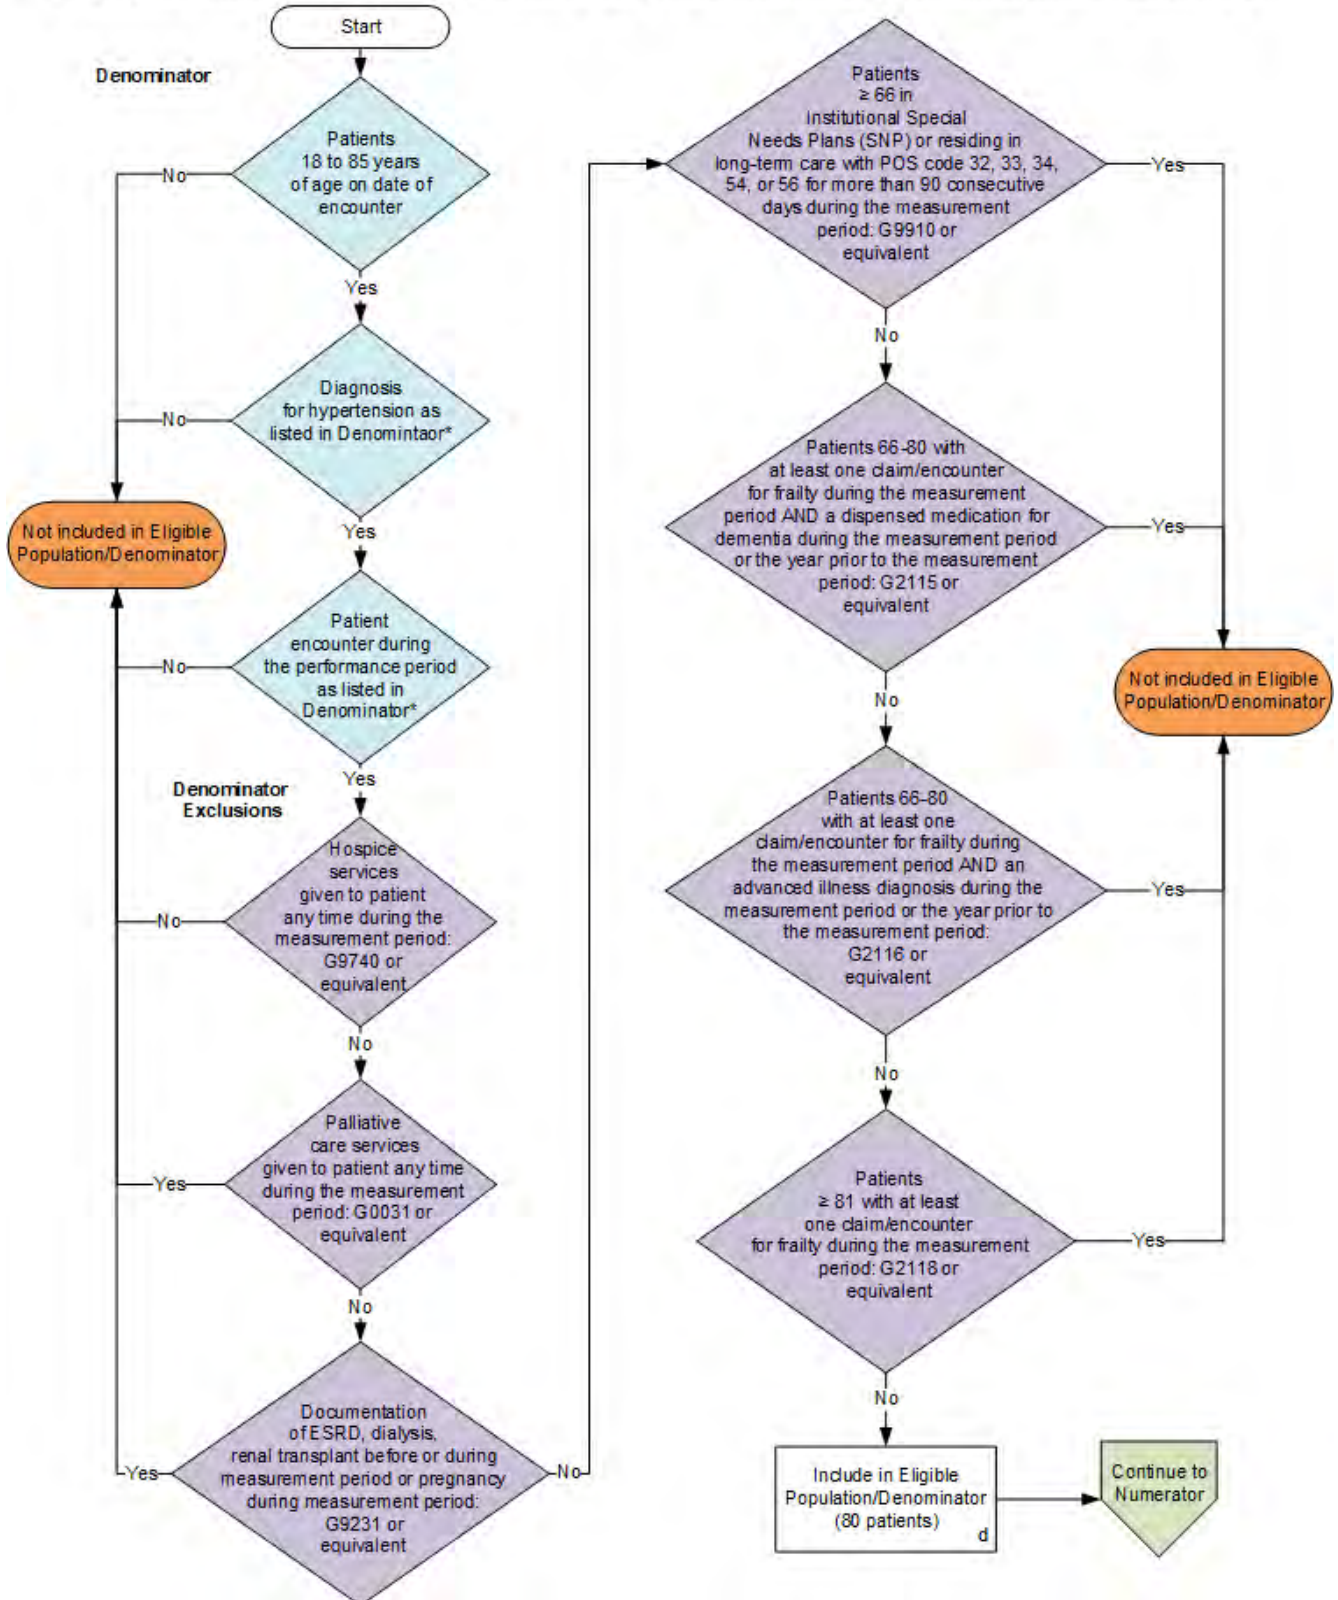 Start
Denominator
Patients
18 to 85 years
of age on date of
encounter
No
Yes
Diagnosis
for hypertension as
listed in Denomintaor*
No
Yes
Not included in Eligible
Population/Denominator
Patient
encounter during
the performance period
as listed in
Denominator*
No
Yes
Denominator
Exclusions
Hospice
services
given to patient
any time during the
measurement period:
G9740 or
equivalent
No
No
Palliative
care services
given to patient any time
during the measurement
period: G0031 or
equivalent
Yes
No
Documentation
of ESRD, dialysis,
renal transplant before or during
measurement period or pregnancy
during measurement period:
G9231 or
equivalent
Yes
No
Patients
≥ 66 in
Institutional Special
Needs Plans (SNP) or residing in
long-term care with POS code 32, 33, 34,
54, or 56 for more than 90 consecutive
days during the measurement
period: G9910 or
equivalent
Yes
No
Patients 66-80 with
at least one claim/encounter
for frailty during the measurement
period AND a dispensed medication for
dementia during the measurement period
or the year prior to the measurement
period: G2115 or
equivalent
Yes
No
Not included in Eligible
Population/Denominator
Patients 66-80
with at least one
claim/encounter for frailty during
the measurement period AND an
advanced illness diagnosis during the
measurement period or the year prior to
the measurement period:
G2116 or
equivalent
Yes
No
Patients
≥ 81 with at least
one claim/encounter
for frailty during the measurement
period: G2118 or
equivalent
Yes
No
Include in Eligible
Population/Denominator
(80 patients)
d
Continue to
Numerator